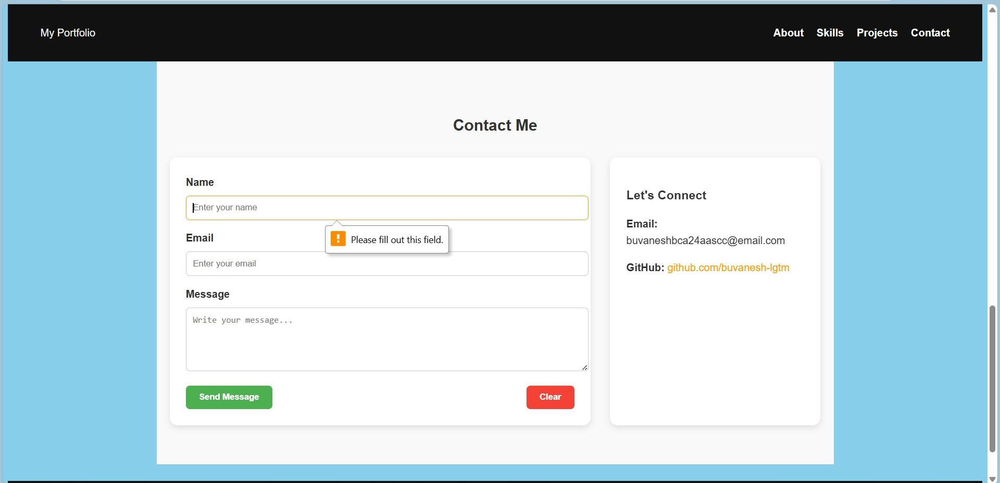 My Portfolio
About Skills Projects Contact
Contact Me
Name
Enter your name
Please fill out this field.
Email
Enter your email
Message
Write your message...
Send Message
Clear
Let's Connect
Email:
buvaneshbca24aascc@email.com
GitHub: github.com/buvanesh-lgtm